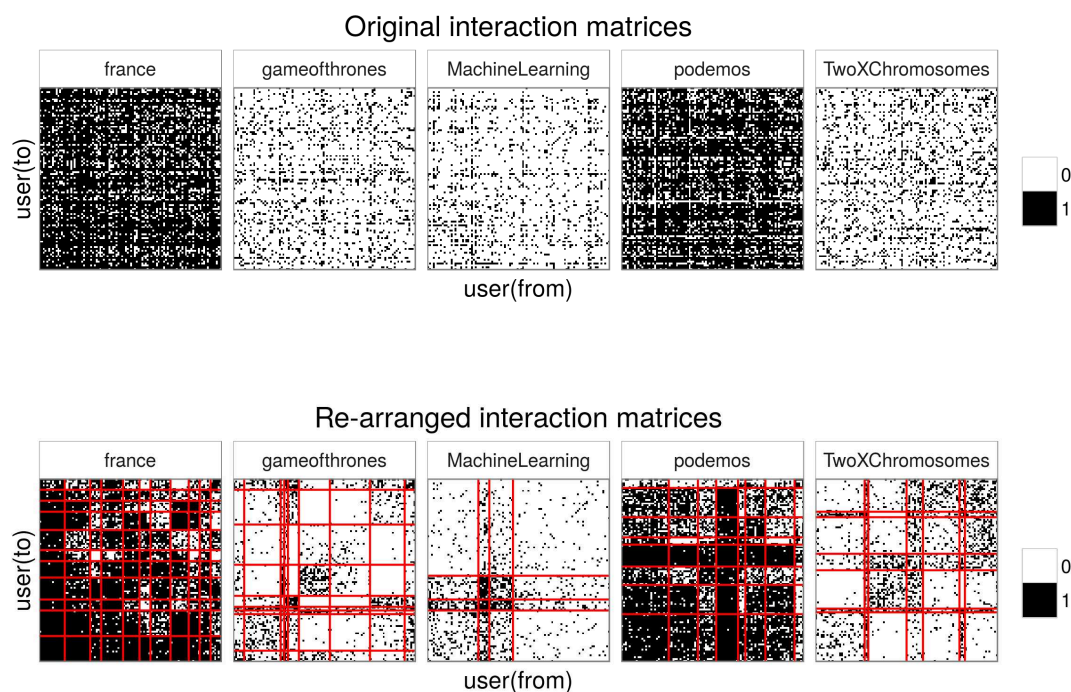 Original interaction matrices
france gameofthrones MachineLearning podemos TwoXChromosomes
user(to)
0
1
user(from)
Re-arranged interaction matrices
france gameofthrones MachineLearning podemos TwoXChromosomes
user(to)
0
1
user(from)